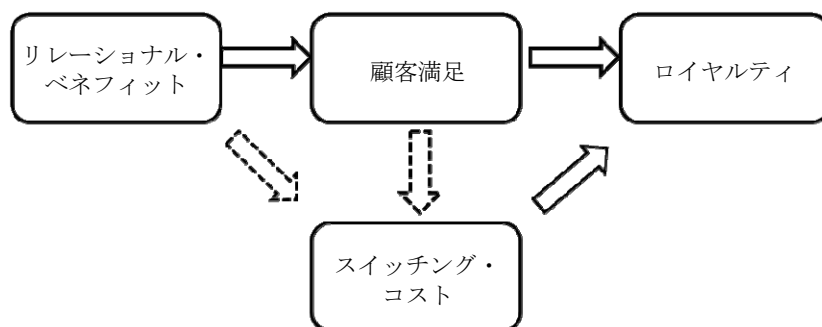 リレーショナル・
ベネフィット
顧客満足
ロイヤルティ
スイッチング・
コスト